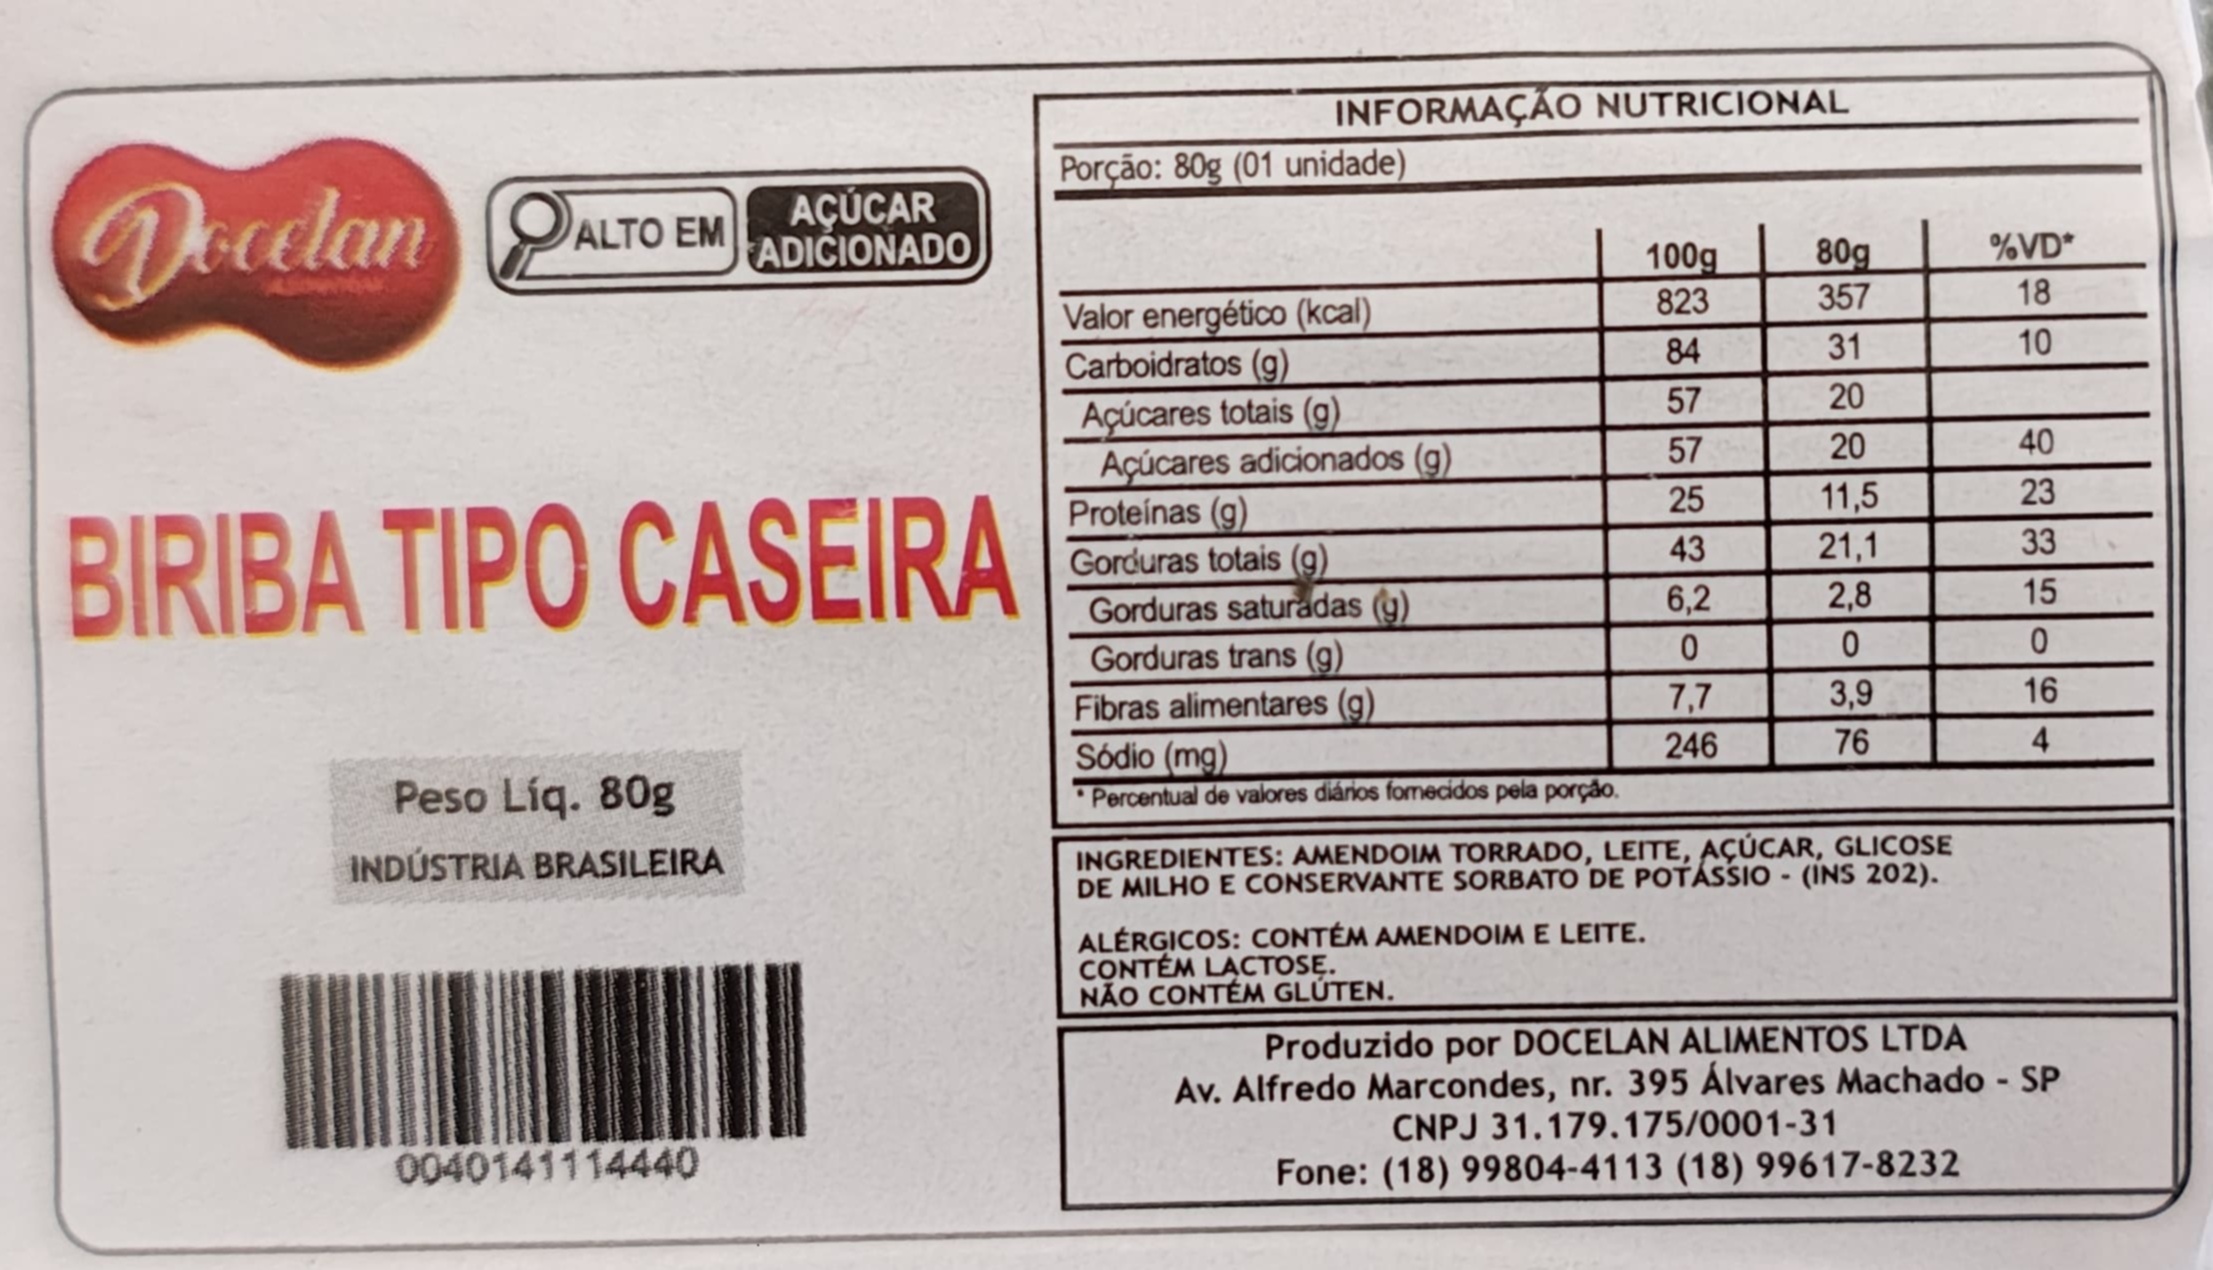 Docelan
ALTO EM
AÇÚCAR
ADICIONADO
BIRIBA TIPO CASEIRA
Peso Líq. 80g
INDÚSTRIA BRASILEIRA
0040141114440
INFORMAÇÃO NUTRICIONAL
Porção: 80g (01 unidade)
100g 80g %VD*
Valor energético (kcal) 823 357 18
Carboidratos (g) 84 31 10
Açúcares totais (g) 57 20
Açúcares adicionados (g) 57 20 40
Proteínas (g) 25 11,5 23
Gorduras totais (g) 43 21,1 33
Gorduras saturadas (g) 6,2 2,8 15
Gorduras trans (g) 0 0 0
Fibras alimentares (g) 7,7 3,9 16
Sódio (mg) 246 76 4
* Percentual de valores diários fornecidos pela porção.
INGREDIENTES: AMENDOIM TORRADO, LEITE, AÇÚCAR, GLICOSE
DE MILHO E CONSERVANTE SORBATO DE POTÁSSIO - (INS 202).
ALÉRGICOS: CONTÉM AMENDOIM E LEITE.
CONTÉM LACTOSE.
NÃO CONTÉM GLÚTEN.
Produzido por DOCELAN ALIMENTOS LTDA
Av. Alfredo Marcondes, nr. 395 Álvares Machado - SP
CNPJ 31.179.175/0001-31
Fone: (18) 99804-4113 (18) 99617-8232